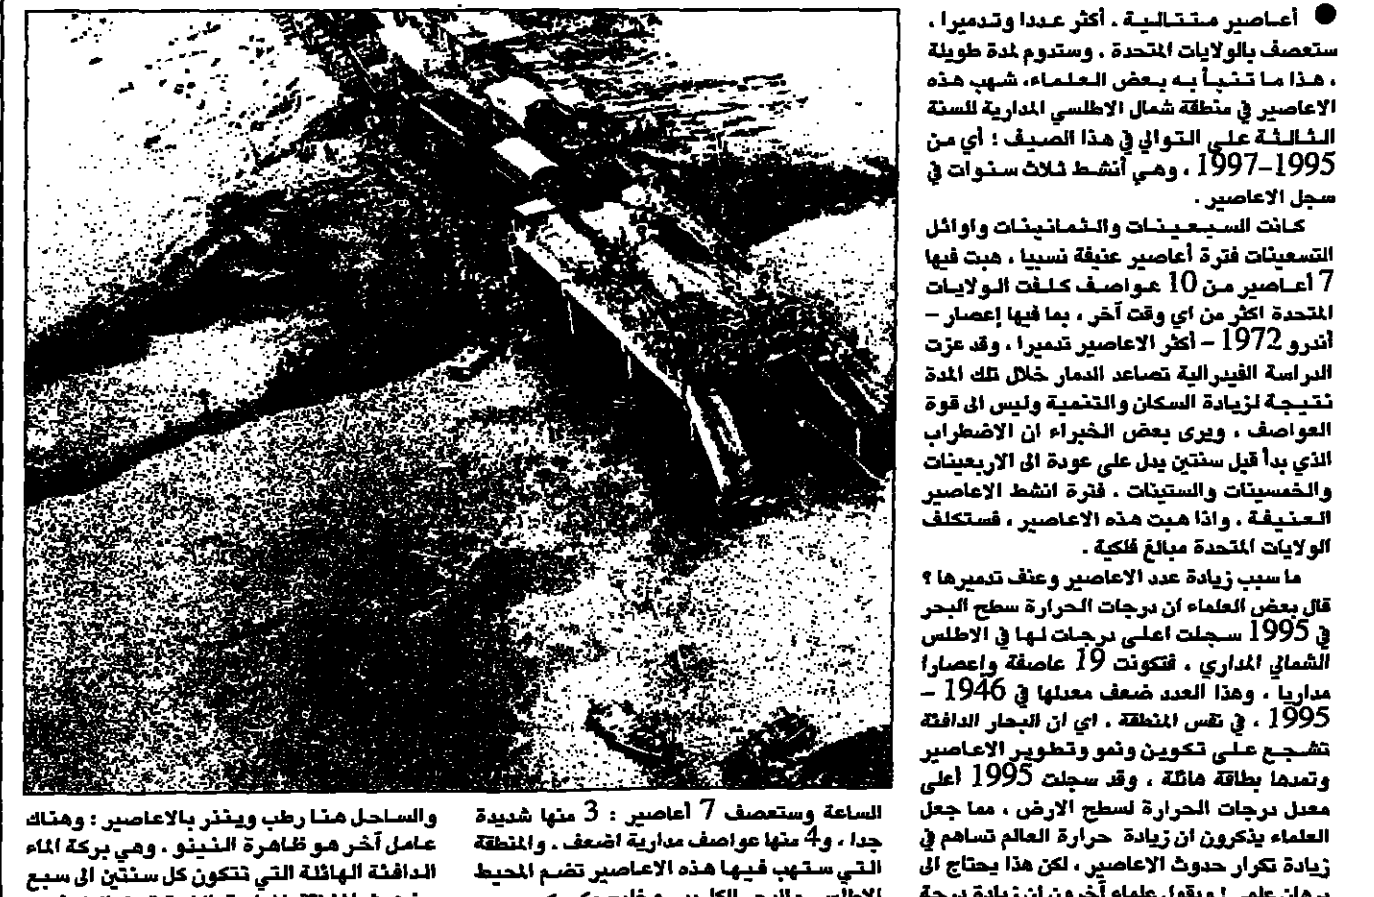 ● أعاصير متتالية . أكثر عددا وتدميرا .
ستعصف بالولايات المتحدة . وستدوم لمدة طويلة
. هذا ما تنبأ به بعض العلماء، شهب هذه
الاعاصير في منطقة شمال الاطلسي المدارية للسنة
الثالثة على التوالي في هذا الصيف ؛ أي من
1995–1997 ، وهي أنشط ثلاث سنوات في
سجل الاعاصير .
كانت السبعينات والثمانينات واوائل
التسعينات فترة أعاصير عنيفة نسبيا ، هبت فيها
7 أعاصير من 10 عواصف كلفت الولايات
المتحدة اكثر من اي وقت آخر ، بما فيها إعصار –
أندرو 1972 – أكثر الاعاصير تدميرا ، وقد عزت
الدراسة الفيدرالية تصاعد الدمار خلال تلك المدة
نتيجة لزيادة السكان والتنمية وليس الى قوة
العواصف ، ويرى بعض الخبراء ان الاضطراب
الذي بدأ قبل سنتين يدل على عودة الى الاربعينات
والخمسينات والستينات ، فترة انشط الاعاصير
العنيفة ، واذا هبت هذه الاعاصير ، فستكلف
الولايات المتحدة مبالغ فلكية .
ما سبب زيادة عدد الاعاصير وعنف تدميرها ؟
قال بعض العلماء ان درجات الحرارة سطح البحر
في 1995 سجلت اعلى درجات لها في الاطلس
الشمالي المداري ، فتكونت 19 عاصفة وإعصارا
مداريا ، وهذا العدد ضعف معدلها في 1946 –
1995 ، في نفس المنطقة ، اي ان البحار الدافئة
تشجع على تكوين ونمو وتطوير الاعاصير
وتمدها بطاقة هائلة ، وقد سجلت 1995 أعلى
معدل درجات الحرارة لسطح الارض ، مما جعل
العلماء يذكرون ان زيادة حرارة العالم تساهم في
زيادة تكرار حدوث الاعاصير ، لكن هذا يحتاج الى
برهان علمي ! ويقول علماء آخرون ان زيادة درجة
الساعة وستعصف 7 أعاصير : 3 منها شديدة
جدا ، و4 منها عواصف مدارية اضعف . والمنطقة
التي ستهب فيها هذه الاعاصير تضم المحيط
والساحل هنا رطب وينذر بالاعاصير : وهناك
عامل آخر هو ظاهرة النينو ، وهي بركة الماء
الدافئة الهائلة التي تتكون كل سنتين الى سبع